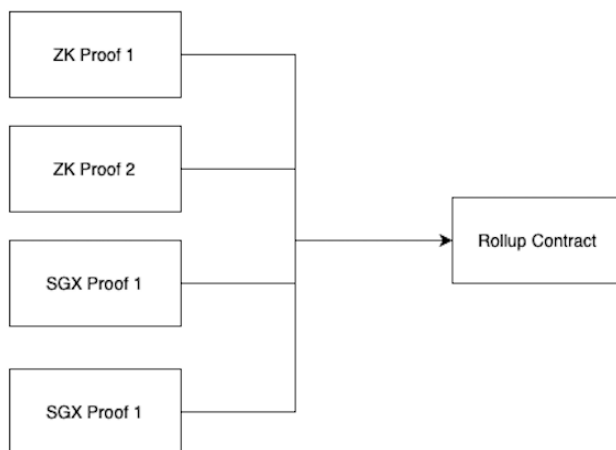 ZK Proof 1
ZK Proof 2
Rollup Contract
SGX Proof 1
SGX Proof 1